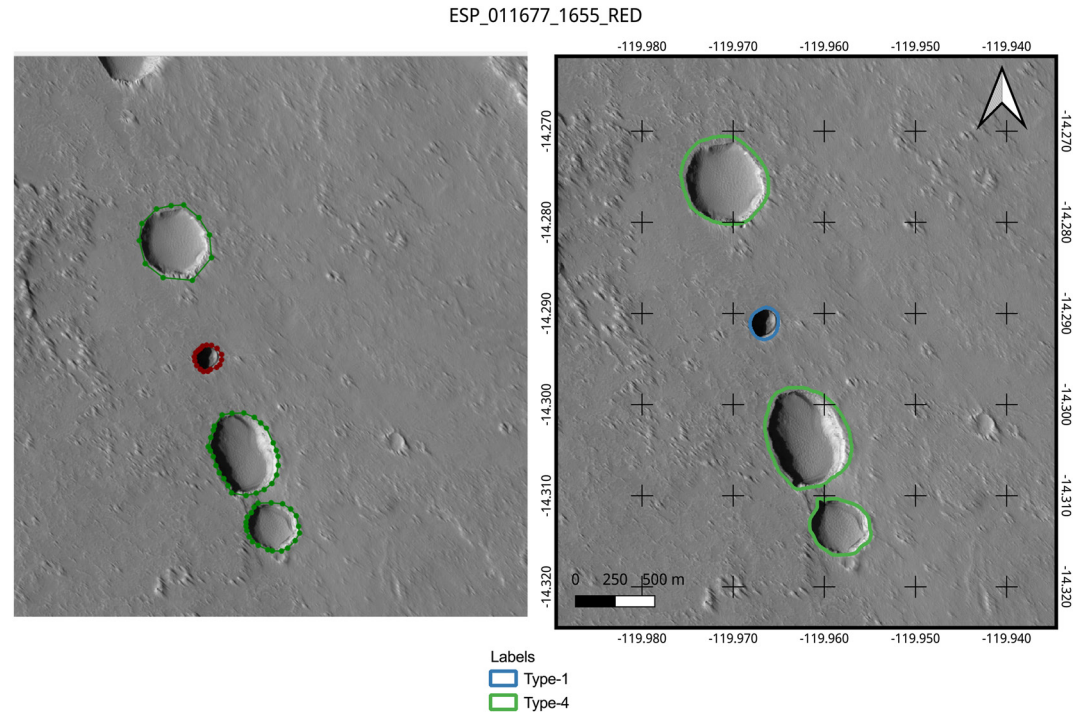 ESP_011677_1655_RED
-119.980 -119.970 -119.960 -119.950 -119.940
-14.270 -14.270
-14.280 -14.280
-14.290 -14.290
-14.300 -14.300
-14.310 -14.310
-14.320 -14.320
0 250 500 m
-119.980 -119.970 -119.960 -119.950 -119.940
Labels
Type-1
Type-4